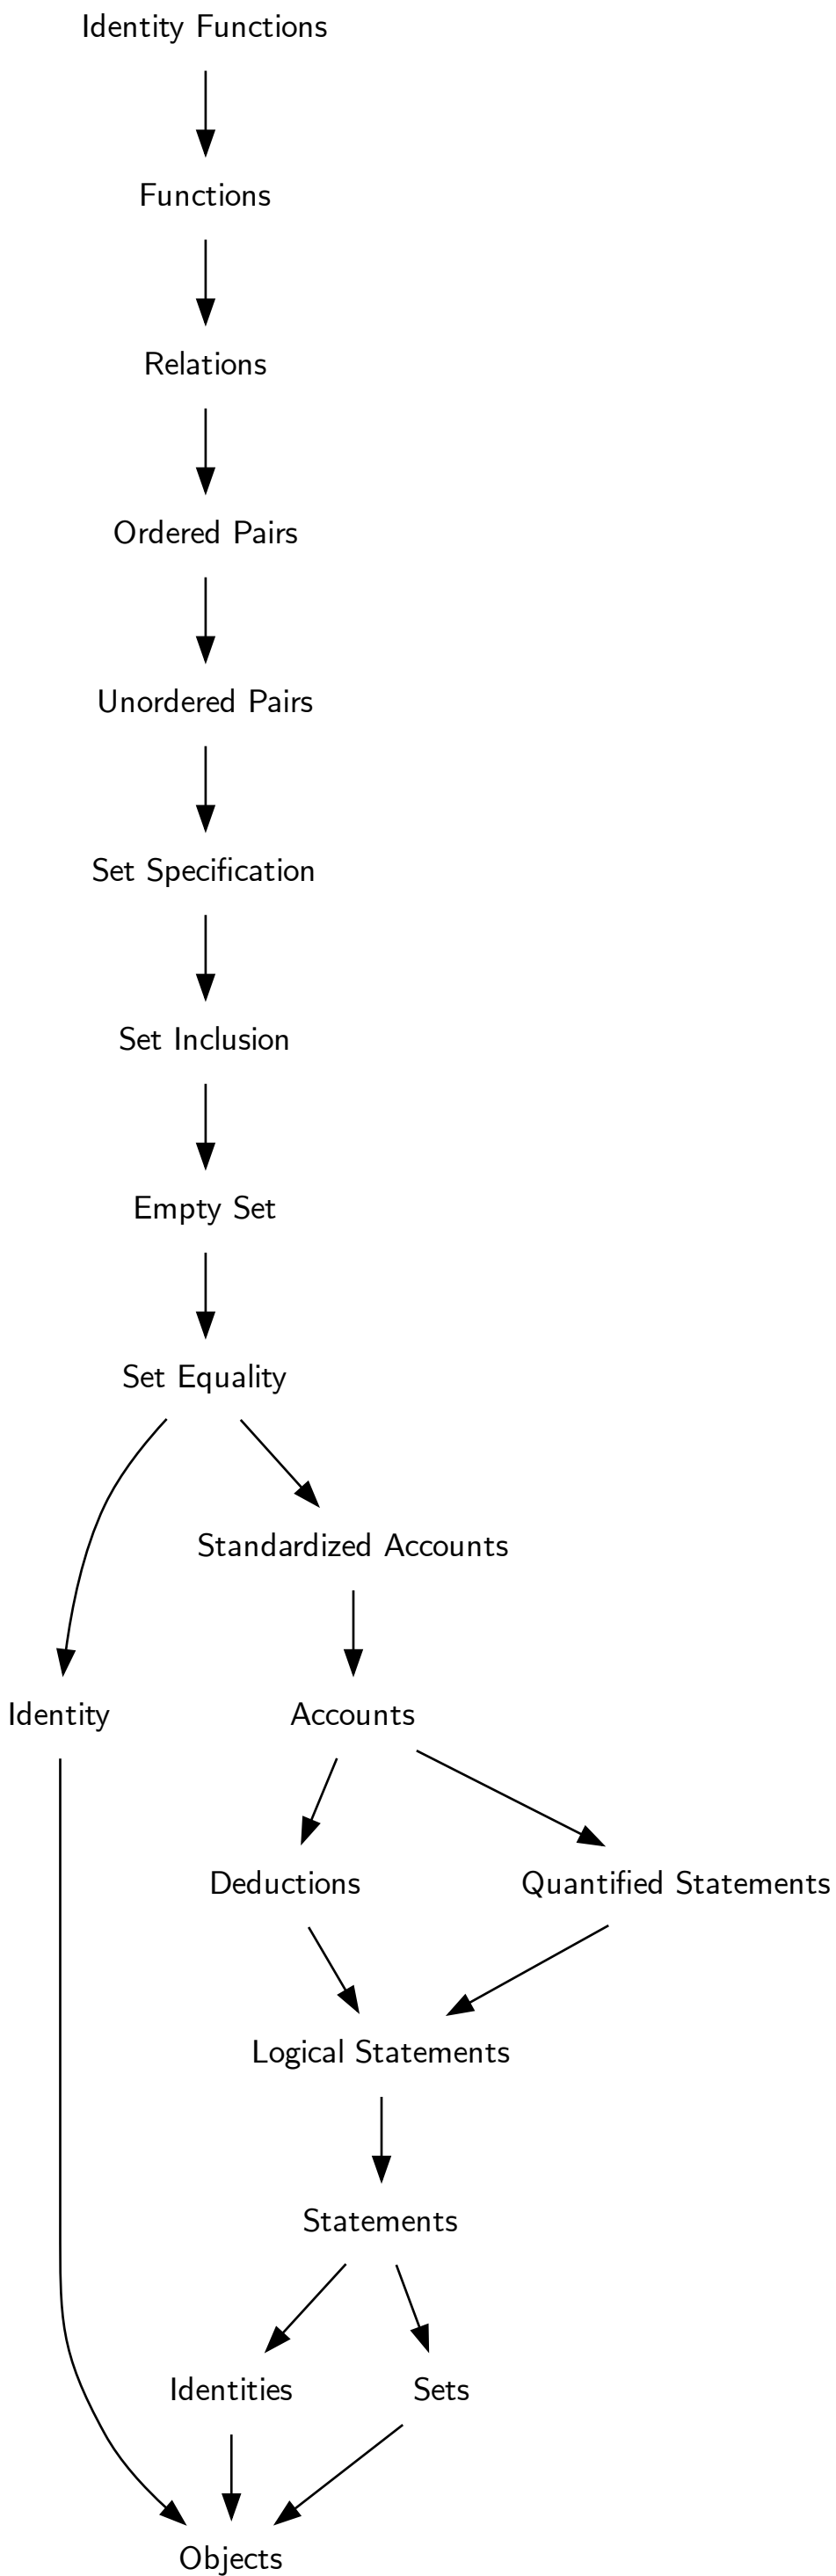 Identity Functions
Functions
Relations
Ordered Pairs
Unordered Pairs
Set Specification
Set Inclusion
Empty Set
Set Equality
Standardized Accounts
Identity
Accounts
Deductions
Quantified Statements
Logical Statements
Statements
Identities
Sets
Objects